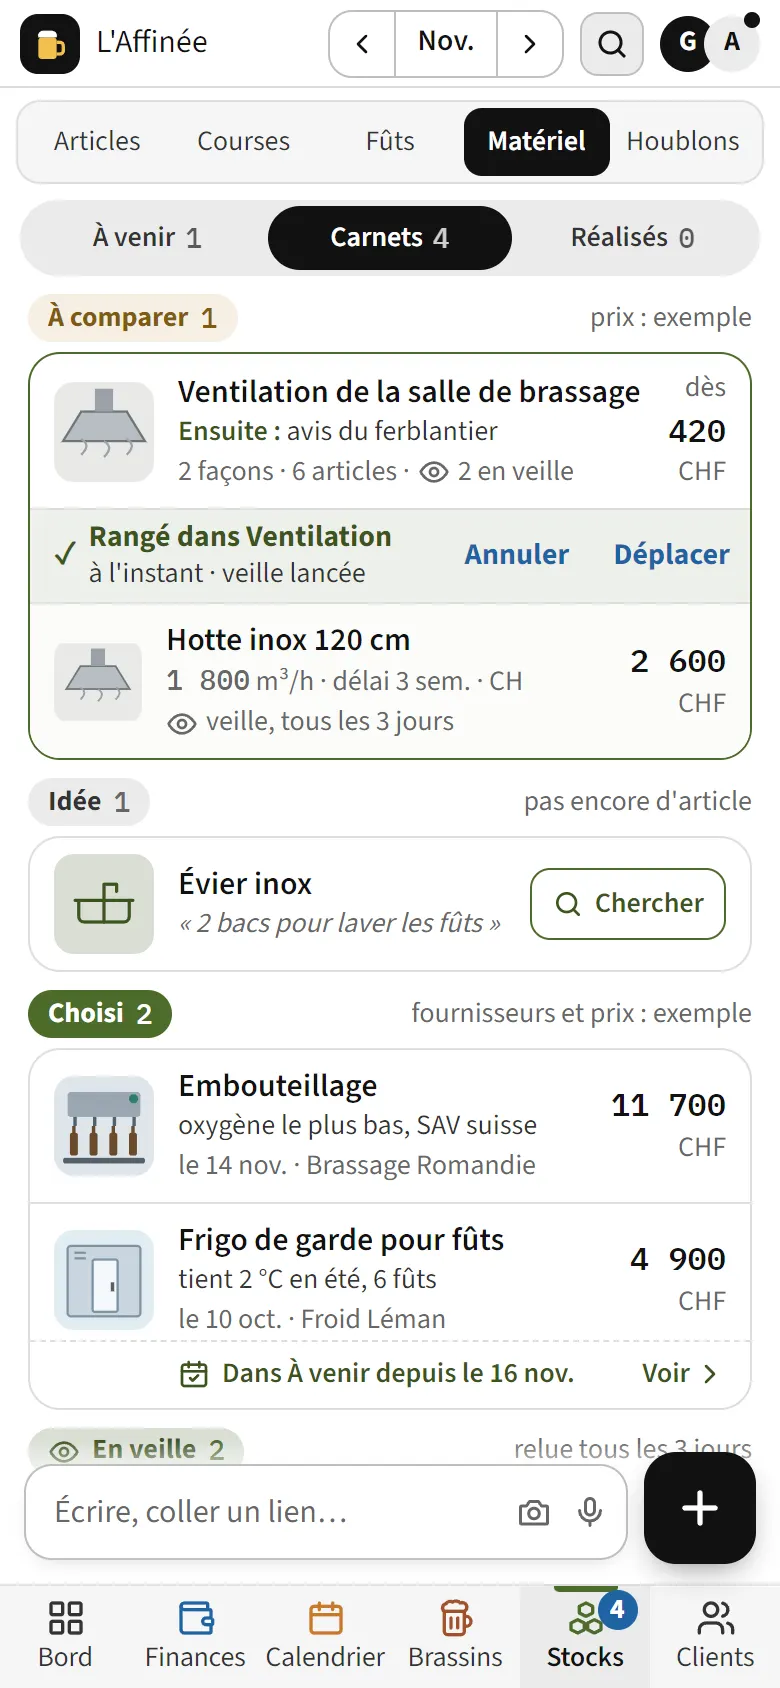 L'Affinée
Nov.
G
A
Articles
Courses
Fûts
Matériel
Houblons
À venir 1
Carnets 4
Réalisés 0
À comparer 1
prix : exemple
Ventilation de la salle de brassage
dès
Ensuite : avis du ferblantier
420
2 façons · 6 articles · 2 en veille
CHF
✓ Rangé dans Ventilation
à l'instant · veille lancée
Annuler
Déplacer
Hotte inox 120 cm
1 800 m³/h · délai 3 sem. · CH
2 600
CHF
veille, tous les 3 jours
Idée 1
pas encore d'article
Évier inox
« 2 bacs pour laver les fûts »
Chercher
Choisi 2
fournisseurs et prix : exemple
Embouteillage
oxygène le plus bas, SAV suisse
11 700
le 14 nov. · Brassage Romandie
CHF
Frigo de garde pour fûts
tient 2 °C en été, 6 fûts
4 900
le 10 oct. · Froid Léman
CHF
Dans À venir depuis le 16 nov.
Voir
En veille 2
relue tous les 3 jours
Écrire, coller un lien…
4
Bord
Finances
Calendrier
Brassins
Stocks
Clients